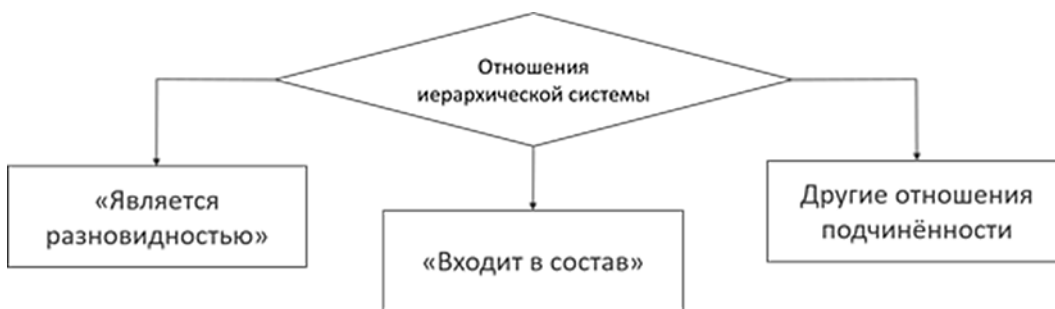 Отношения
иерархической системы
«Является
разновидностью»
«Входит в состав»
Другие отношения
подчинённости